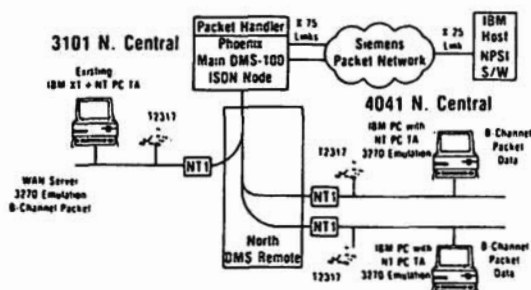 3101 N. Central
Existing
IBM XT + NT PC TA
T2317
NT1
WAN Server
3270 Emulation
B-Channel Packet
Packet Handler
Phoenix
Main DMS-100
ISDN Node
North
DMS Remote
X 75
Links
Siemens
Packet Network
X 25
Link
IBM
Host
NPSI
S/W
4041 N. Central
IBM PC with
NT PC TA
3270 Emulation
T2317
B-Channel
Packet
Data
NT1
NT1
T2317
IBM PC with
NT PC TA
3270 Emulation
B-Channel
Packet
Data